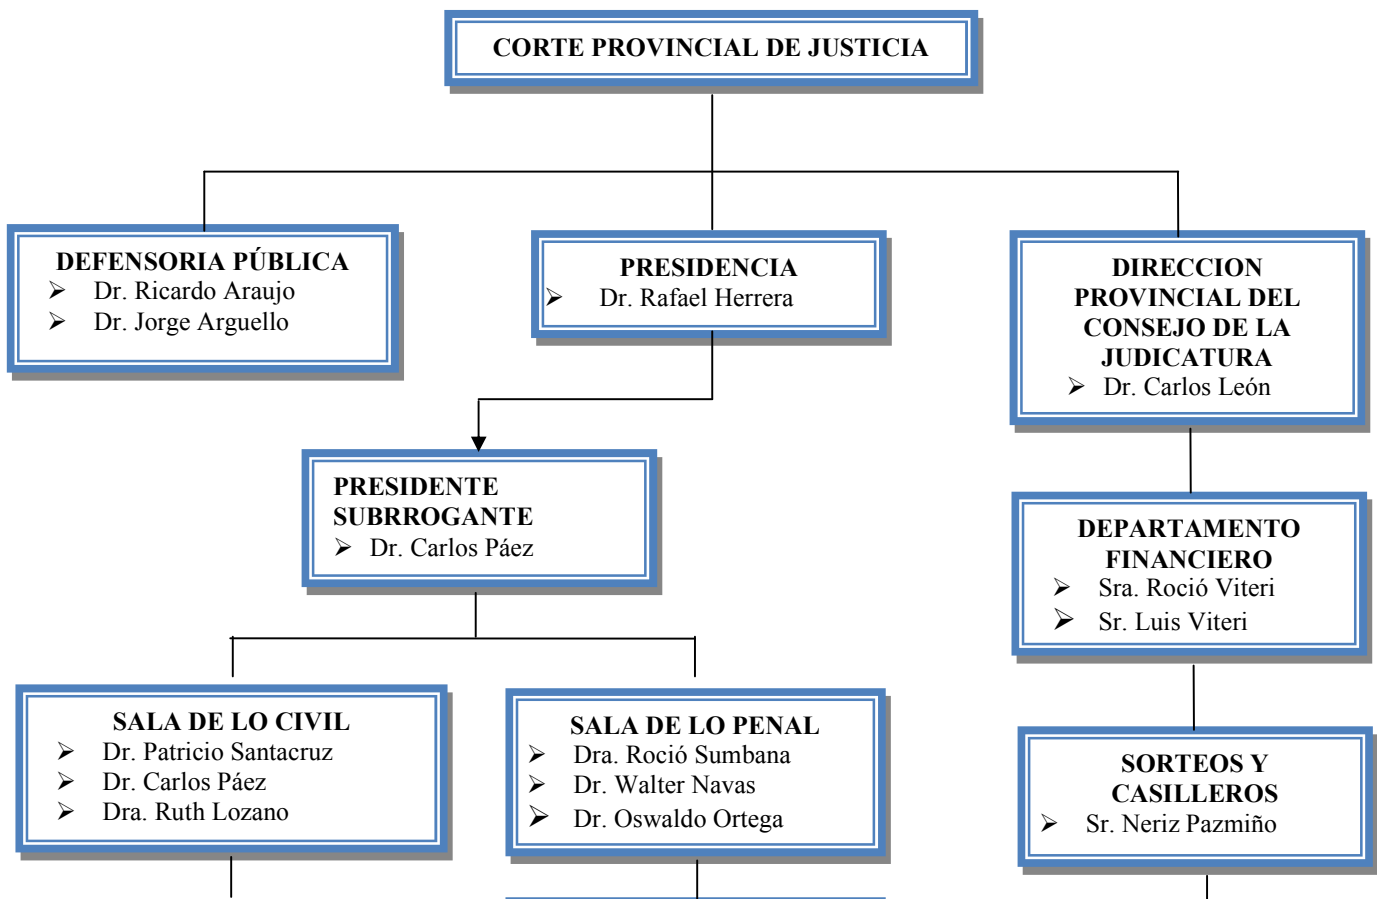 CORTE PROVINCIAL DE JUSTICIA
DEFENSORIA PÚBLICA
➢ Dr. Ricardo Araujo
➢ Dr. Jorge Arguello
PRESIDENCIA
➢ Dr. Rafael Herrera
DIRECCION
PROVINCIAL DEL
CONSEJO DE LA
JUDICATURA
➢ Dr. Carlos León
PRESIDENTE
SUBRROGANTE
➢ Dr. Carlos Páez
DEPARTAMENTO
FINANCIERO
➢ Sra. Roció Viteri
➢ Sr. Luis Viteri
SALA DE LO CIVIL
➢ Dr. Patricio Santacruz
➢ Dr. Carlos Páez
➢ Dra. Ruth Lozano
SALA DE LO PENAL
➢ Dra. Roció Sumbana
➢ Dr. Walter Navas
➢ Dr. Oswaldo Ortega
SORTEOS Y
CASILLEROS
➢ Sr. Neriz Pazmiño